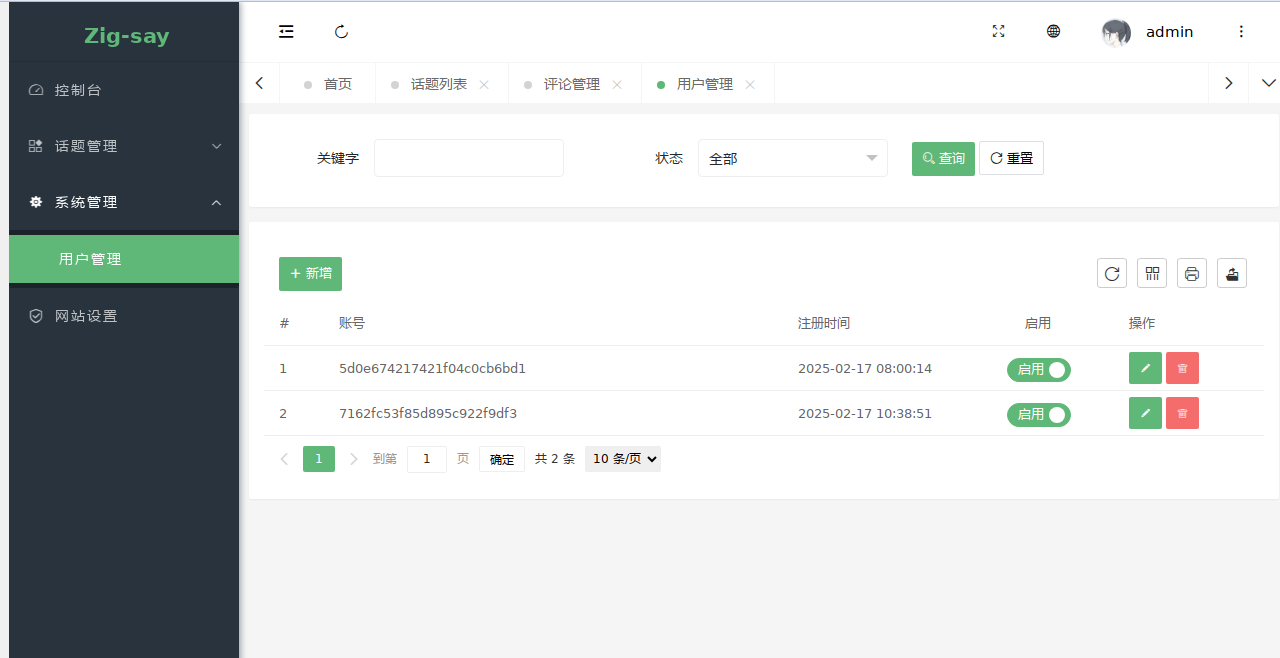 Zig-say
admin
控制台
话题管理
系统管理
用户管理
网站设置
首页 话题列表 评论管理 用户管理
关键字 状态 全部 查询 重置
新增
# 账号 注册时间 启用 操作
1 5d0e674217421f04c0cb6bd1 2025-02-17 08:00:14 启用
2 7162fc53f85d895c922f9df3 2025-02-17 10:38:51 启用
1 到第 1 页 确定 共 2 条 10 条/页